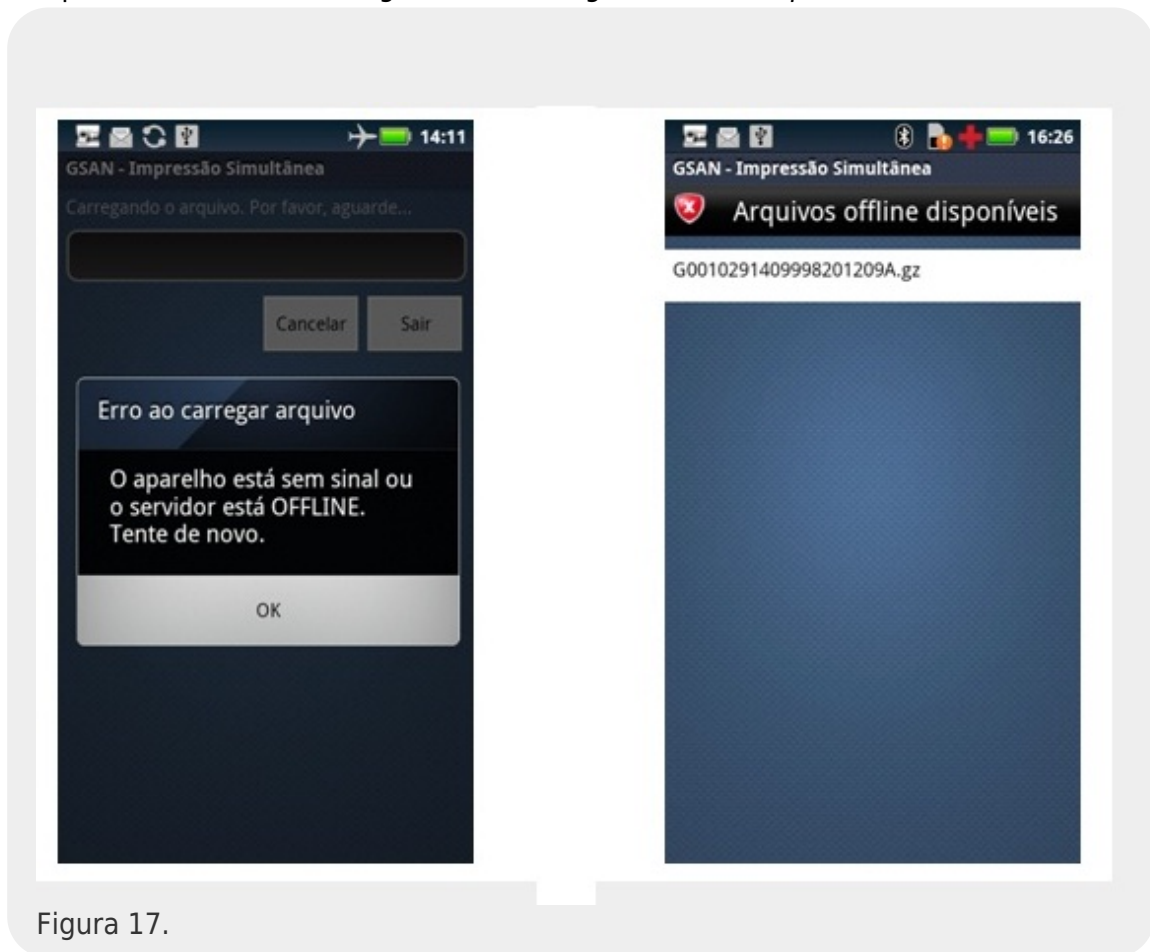 14:11
GSAN - Impressão Simultânea
Carregando o arquivo. Por favor, aguarde...
Cancelar Sair
Erro ao carregar arquivo
O aparelho está sem sinal ou
o servidor está OFFLINE.
Tente de novo.
OK
16:26
GSAN - Impressão Simultânea
Arquivos offline disponíveis
G0010291409998201209A.gz
Figura 17.